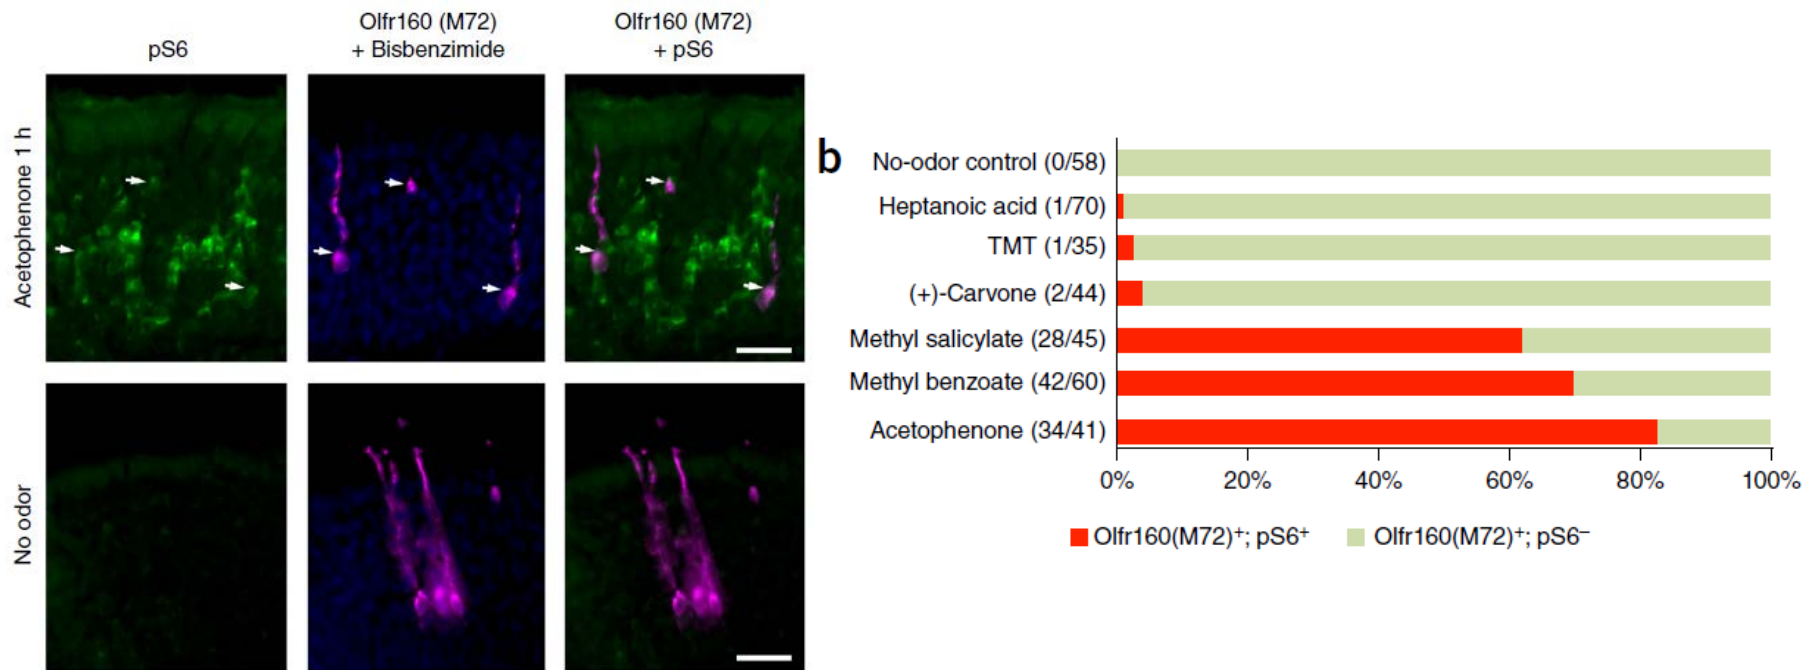 pS6
Olfr160 (M72)
+ Bisbenzimide
Olfr160 (M72)
+ pS6
Acetophenone 1 h
No odor
b
No-odor control (0/58)
Heptanoic acid (1/70)
TMT (1/35)
(+)-Carvone (2/44)
Methyl salicylate (28/45)
Methyl benzoate (42/60)
Acetophenone (34/41)
0% 20% 40% 60% 80% 100%
Olfr160(M72)⁺; pS6⁺ Olfr160(M72)⁺; pS6⁻